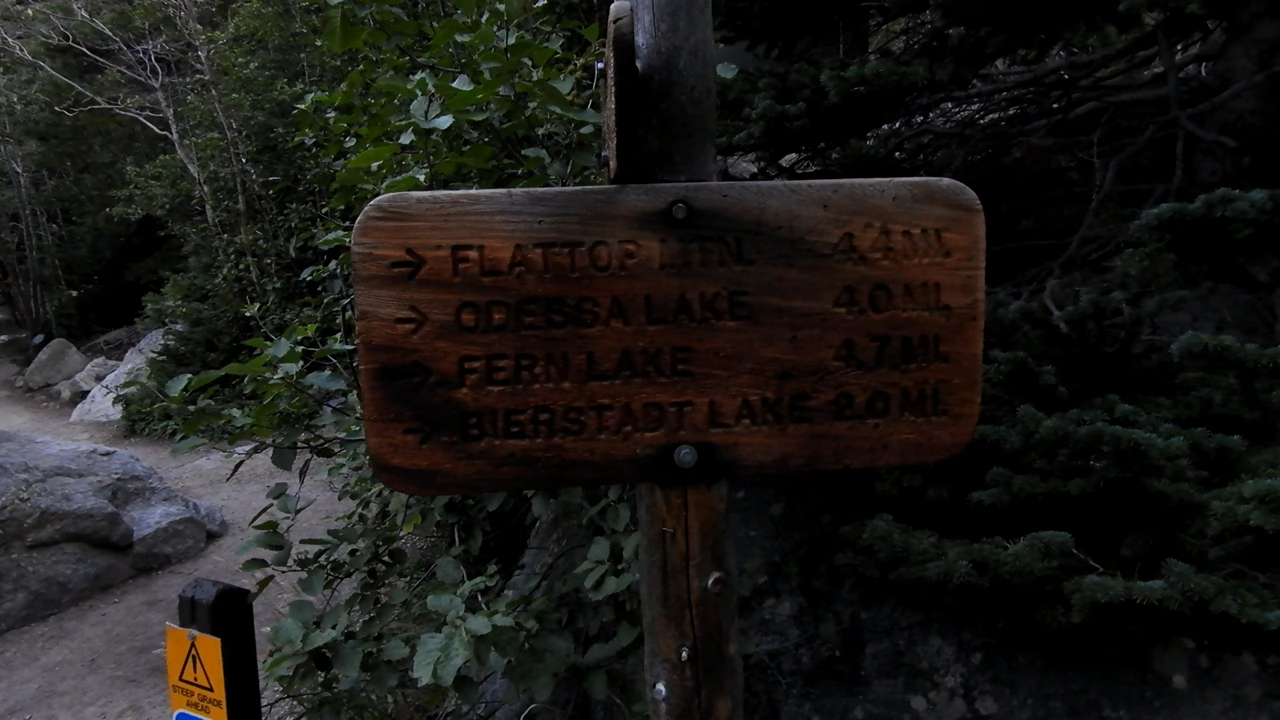 → FLATTOP MTN. 4.4 MI.
→ ODESSA LAKE 4.0 MI.
→ FERN LAKE 4.7 MI.
→ BIERSTADT LAKE 2.0 MI.
STEEP GRADE
AHEAD